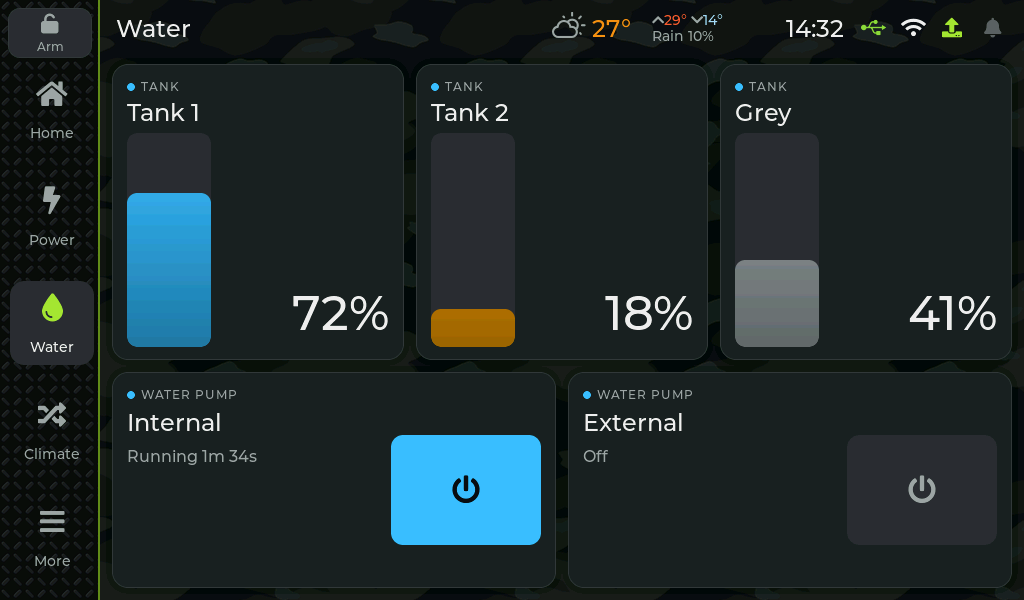 Arm
Water
27°
29° 14°
Rain 10%
14:32
Home
Power
Water
Climate
More
TANK
Tank 1
72%
TANK
Tank 2
18%
TANK
Grey
41%
WATER PUMP
Internal
Running 1m 34s
WATER PUMP
External
Off